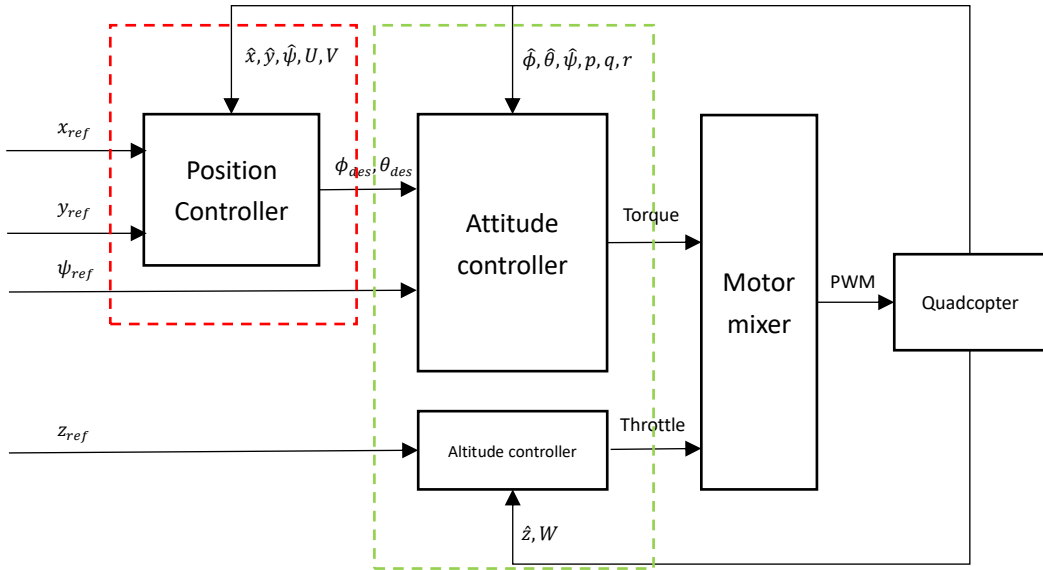 x̂, ŷ, ψ̂, U, V
ϕ̂, θ̂, ψ̂, p, q, r
x_ref
Position
Controller
ϕ_des, θ_des
y_ref
ψ_ref
Attitude
controller
Torque
Motor
mixer
PWM
Quadcopter
z_ref
Altitude controller
Throttle
ẑ, W